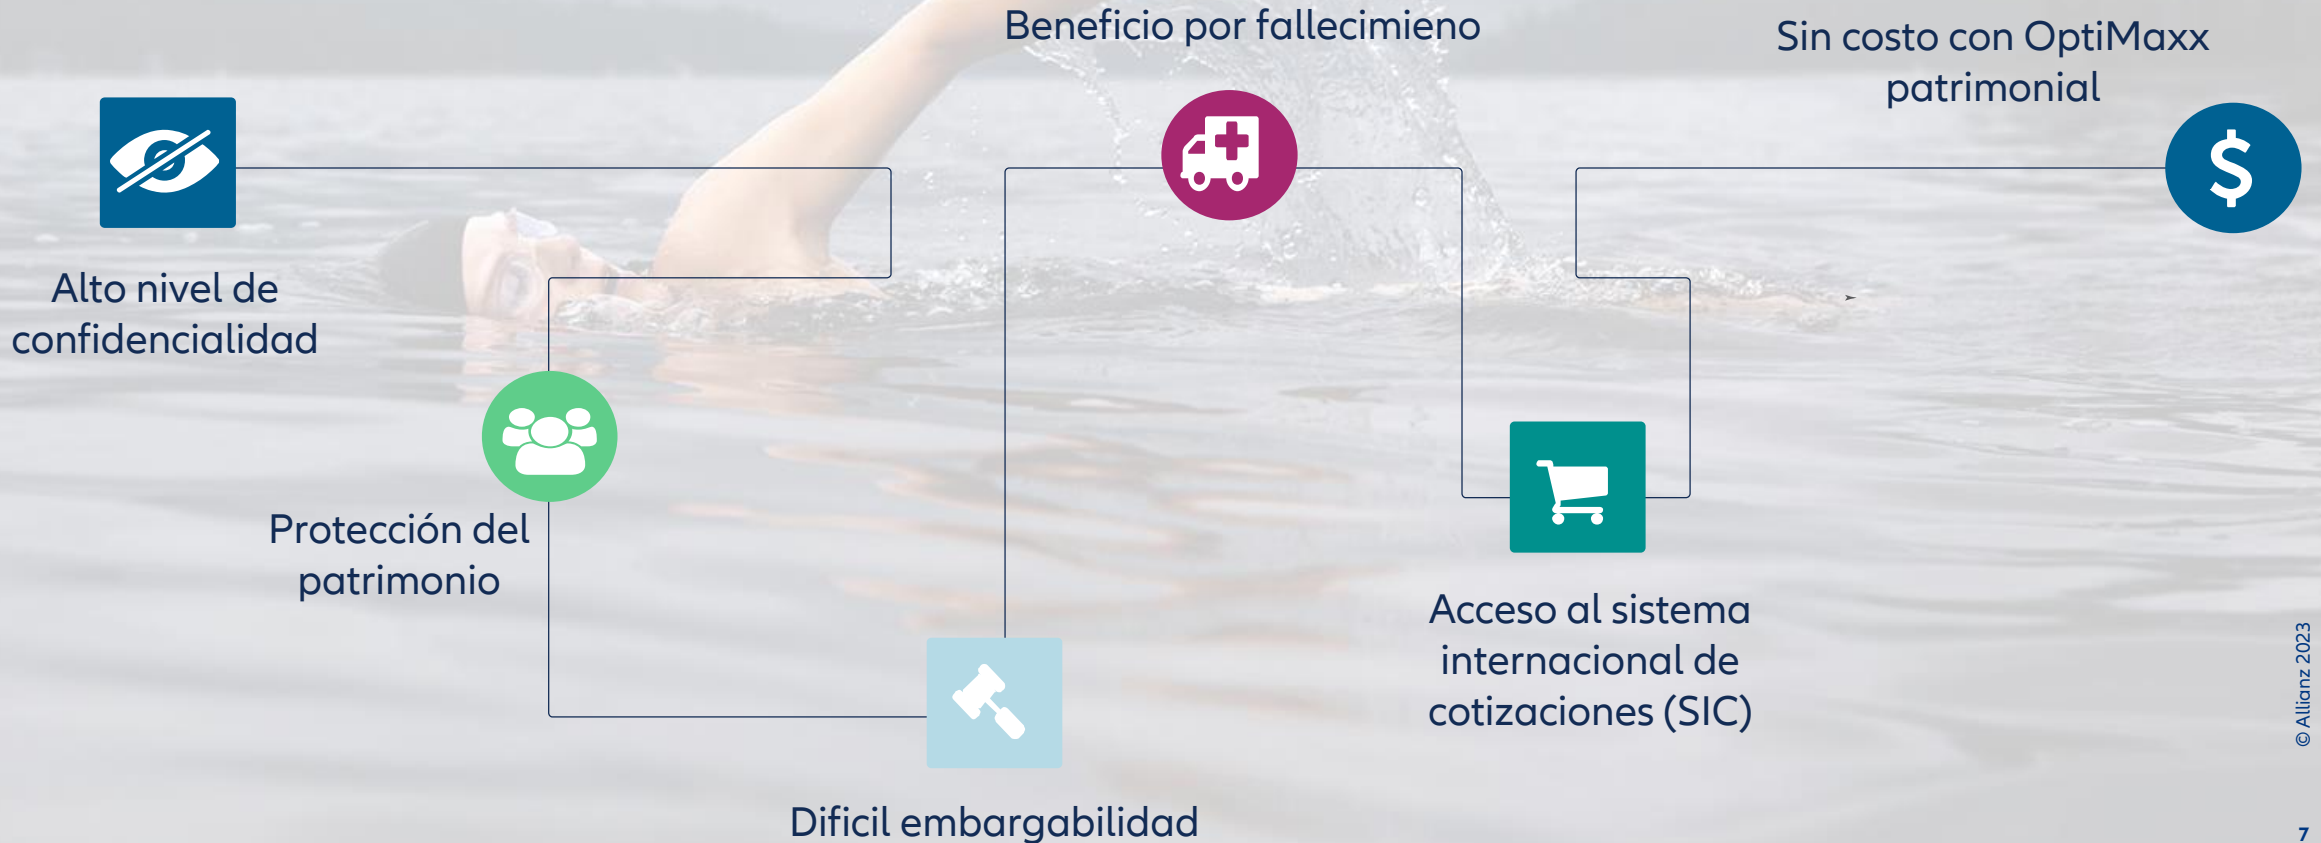 Alto nivel de
confidencialidad
Protección del
patrimonio
Dificil embargabilidad
Beneficio por fallecimieno
Acceso al sistema
internacional de
cotizaciones (SIC)
Sin costo con OptiMaxx
patrimonial
$
© Allianz 2023
7